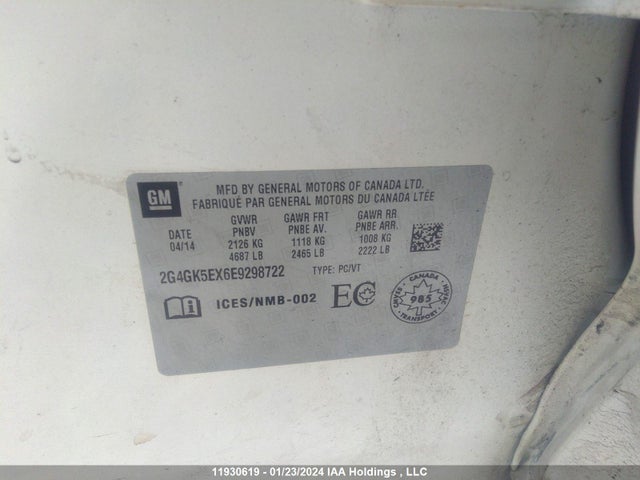 GM
MFD BY GENERAL MOTORS OF CANADA LTD.
FABRIQUÉ PAR GENERAL MOTORS DU CANADA LTÉE
DATE GVWR GAWR FRT GAWR RR
04/14 PNBV PNBE AV. PNBE ARR.
2126 KG 1118 KG 1008 KG
4687 LB 2465 LB 2222 LB
2G4GK5EX6E9298722 TYPE: PC/VT
ICES/NMB-002 EC
CANADA
985
TRANSPORT
11930619 - 01/23/2024 IAA Holdings , LLC